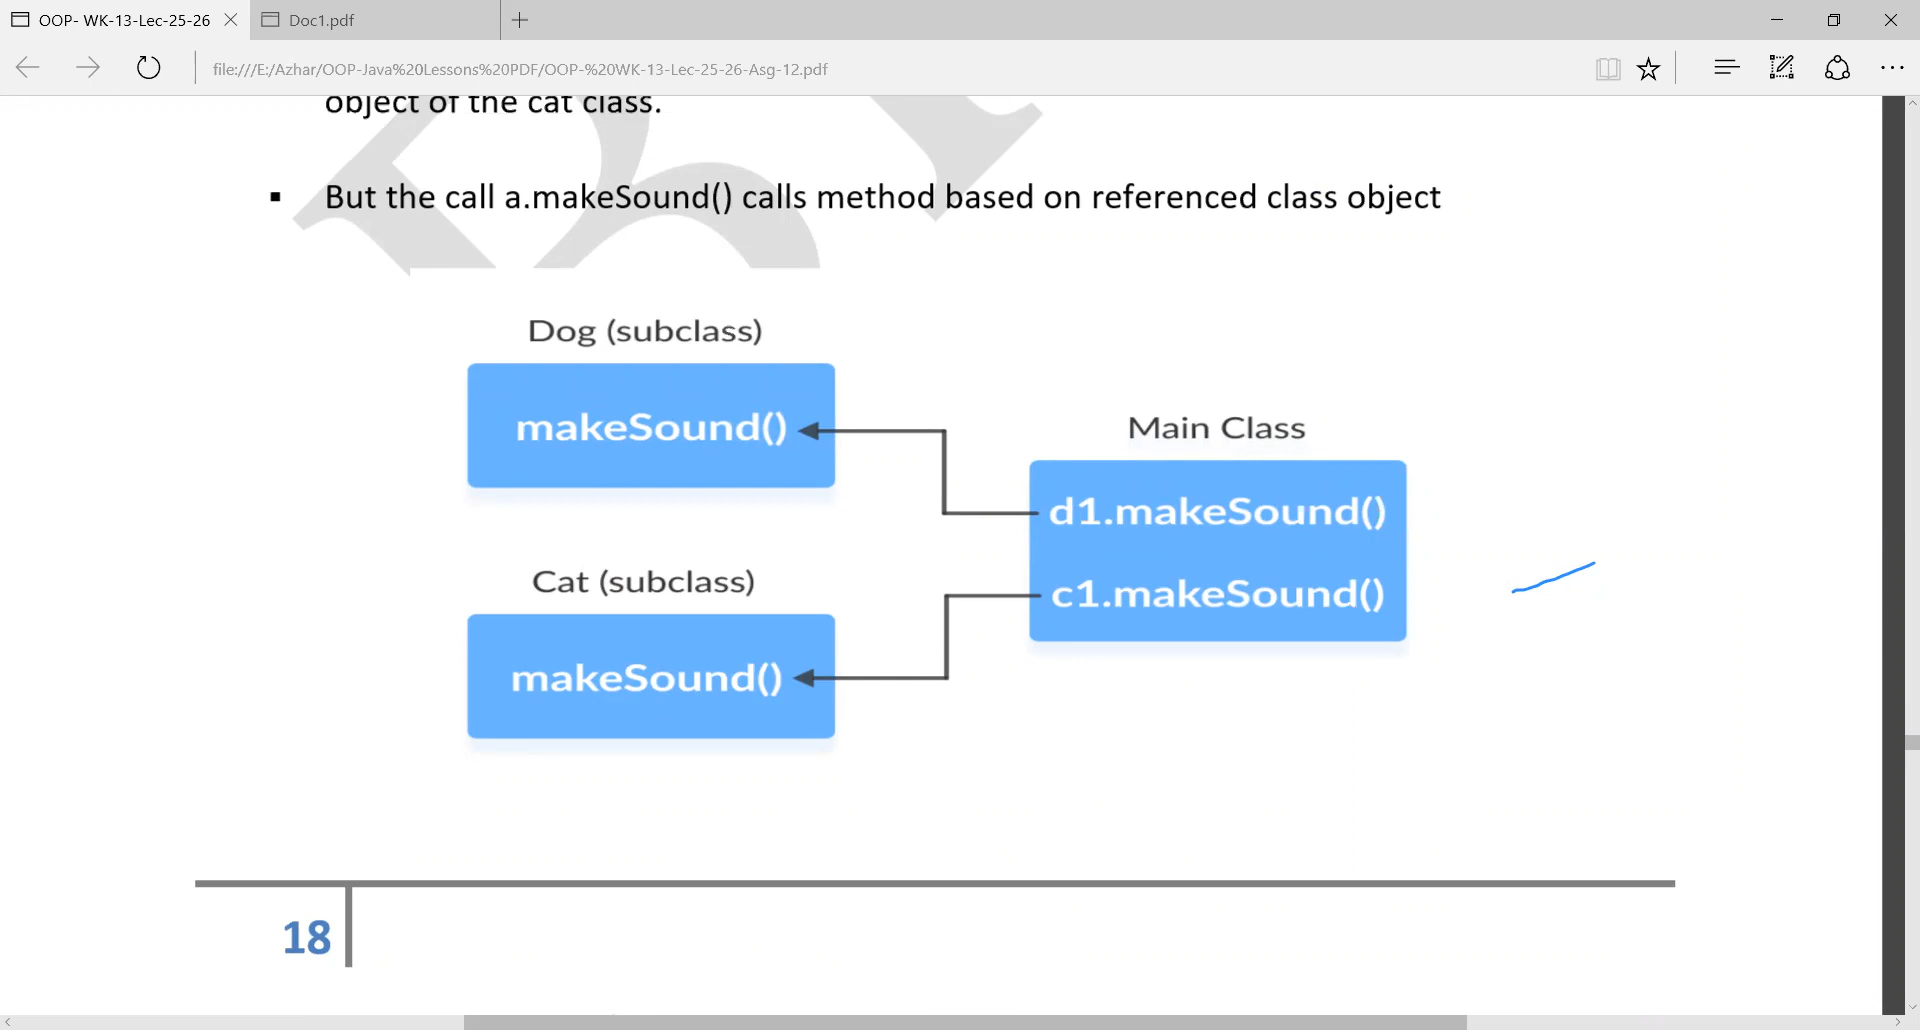 OOP- WK-13-Lec-25-26
Doc1.pdf
file:///E:/Azhar/OOP-Java%20Lessons%20PDF/OOP-%20WK-13-Lec-25-26-Asg-12.pdf
object of the cat class.
▪ But the call a.makeSound() calls method based on referenced class object
Dog (subclass)
makeSound()
Main Class
d1.makeSound()
c1.makeSound()
Cat (subclass)
makeSound()
18